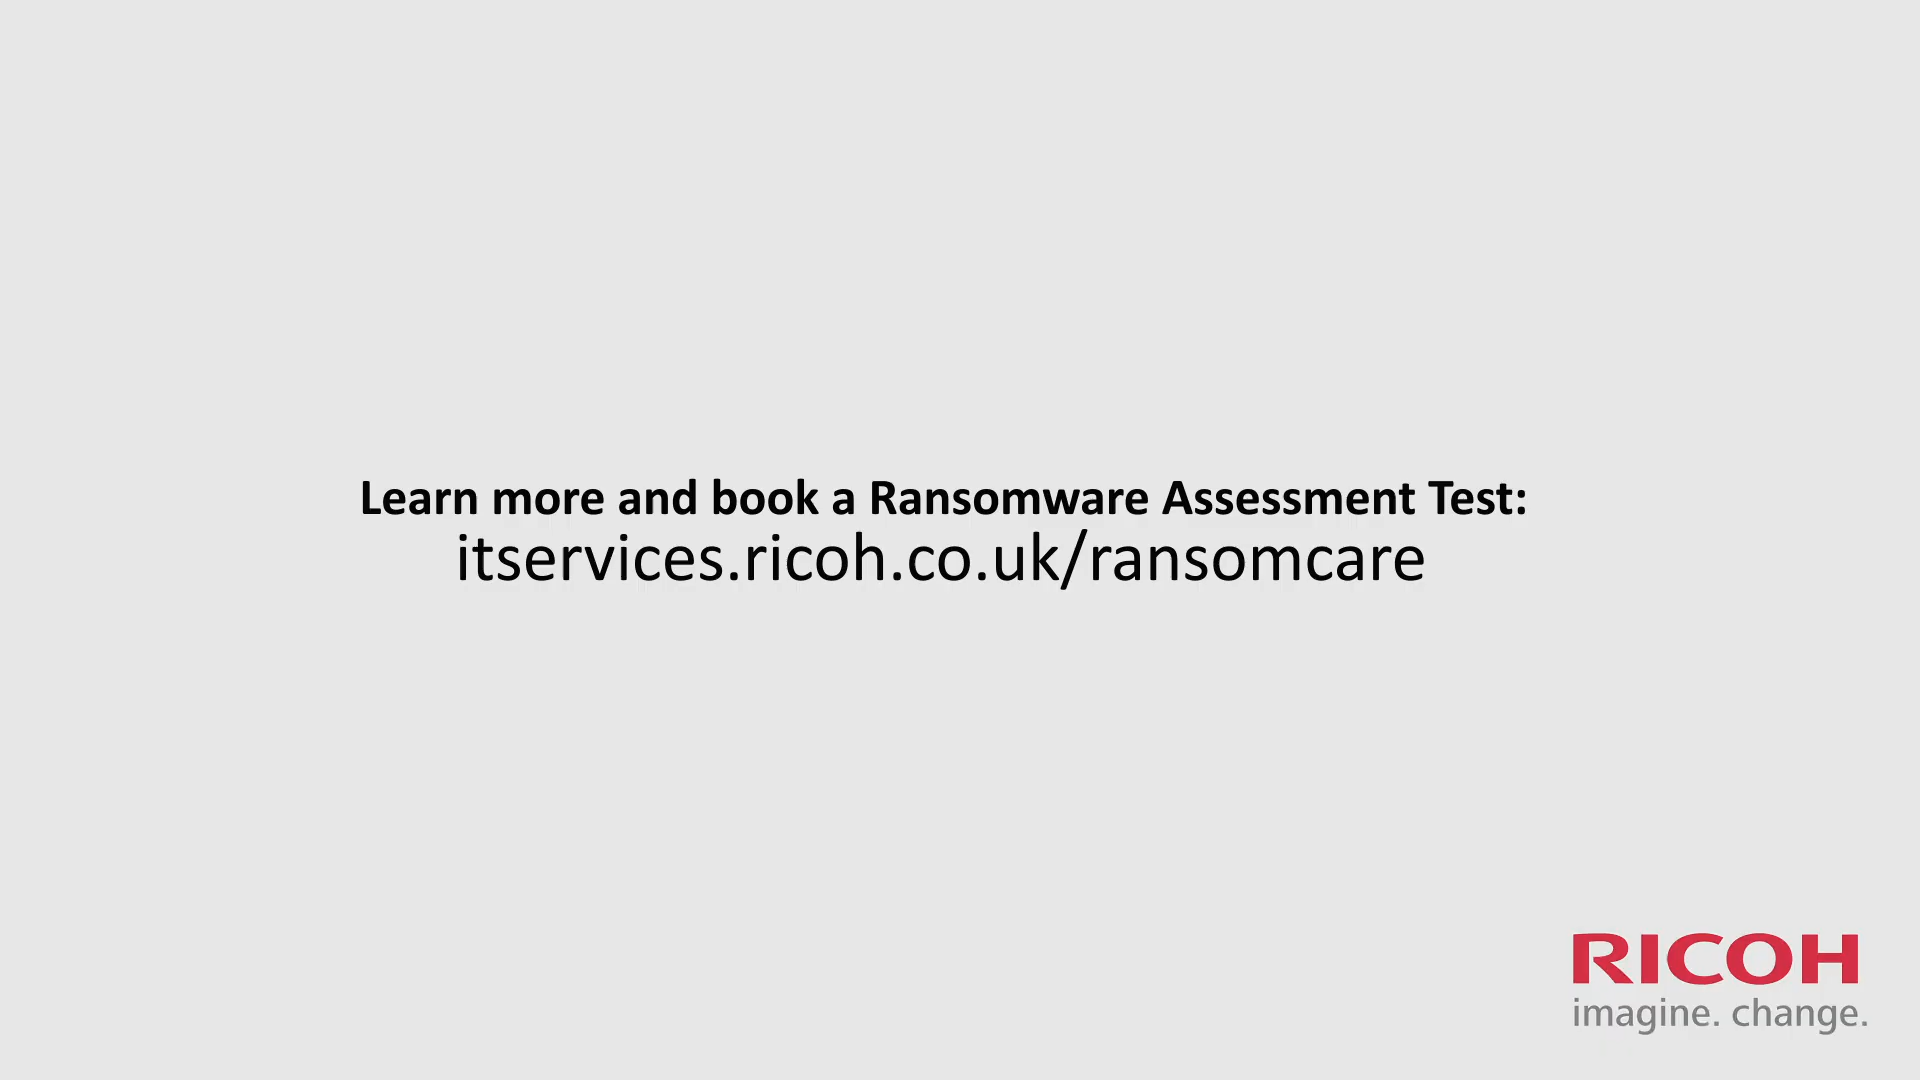 Learn more and book a Ransomware Assessment Test:
itservices.ricoh.co.uk/ransomcare
RICOH
imagine. change.